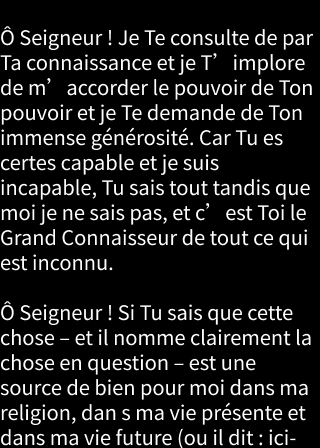 Ô Seigneur ! Je Te consulte de par
Ta connaissance et je T’implore
de m’accorder le pouvoir de Ton
pouvoir et je Te demande de Ton
immense générosité. Car Tu es
certes capable et je suis
incapable, Tu sais tout tandis que
moi je ne sais pas, et c’est Toi le
Grand Connaisseur de tout ce qui
est inconnu.
Ô Seigneur ! Si Tu sais que cette
chose – et il nomme clairement la
chose en question – est une
source de bien pour moi dans ma
religion, dan s ma vie présente et
dans ma vie future (ou il dit : ici-